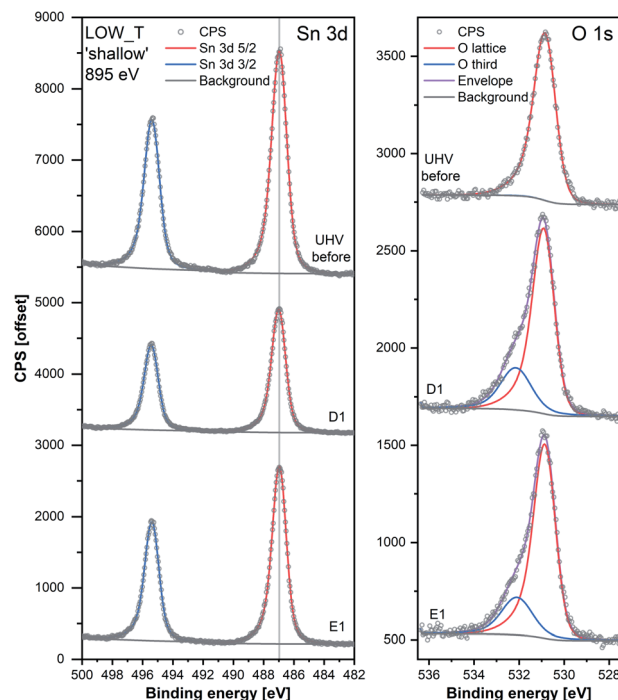 LOW_T
'shallow'
895 eV
CPS
Sn 3d 5/2
Sn 3d 3/2
Background
Sn 3d
UHV
before
D1
E1
9000
8000
7000
6000
5000
4000
3000
2000
1000
0
CPS [offset]
500 498 496 494 492 490 488 486 484 482
Binding energy [eV]
CPS
O lattice
O third
Envelope
Background
O 1s
UHV
before
D1
E1
3500
3000
2500
2000
1500
1000
500
536 534 532 530 528
Binding energy [eV]